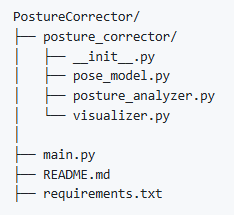 PostureCorrector/
├── posture_corrector/
│   ├── __init__.py
│   ├── pose_model.py
│   ├── posture_analyzer.py
│   └── visualizer.py
│
├── main.py
├── README.md
├── requirements.txt